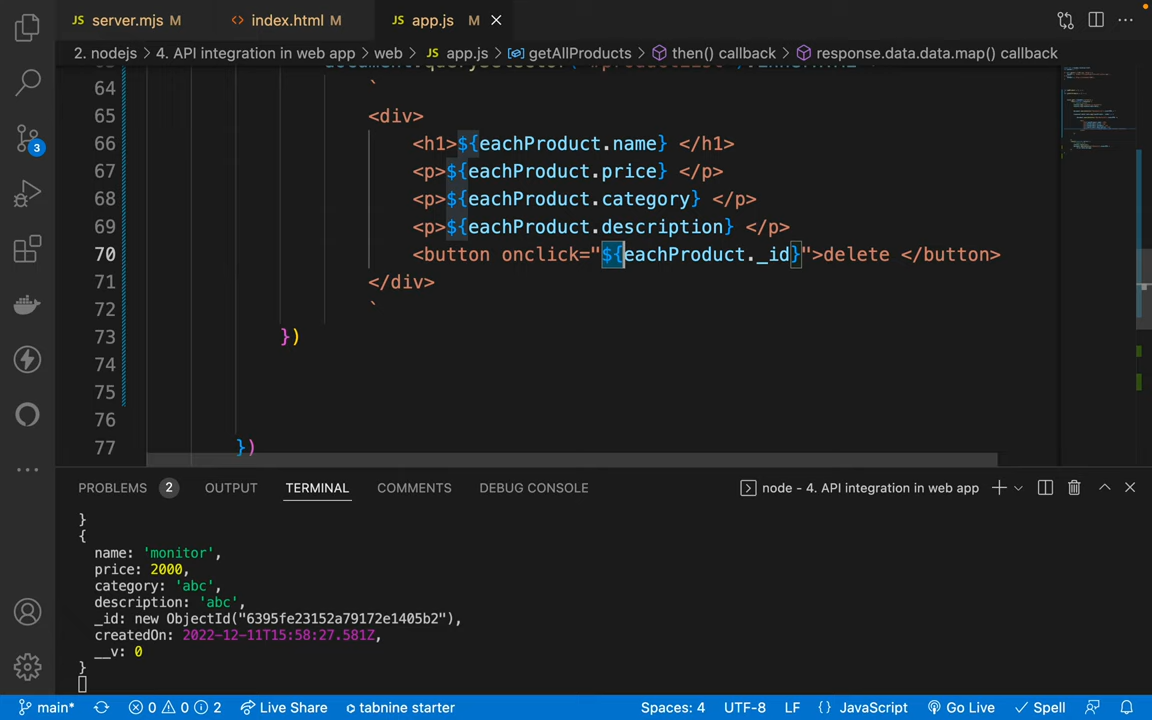 JS server.mjs M
<> index.html M
JS app.js M
2. nodejs > 4. API integration in web app > web > JS app.js > getAllProducts > then() callback > response.data.data.map() callback
64 `
65 <div>
66 <h1>${eachProduct.name} </h1>
67 <p>${eachProduct.price} </p>
68 <p>${eachProduct.category} </p>
69 <p>${eachProduct.description} </p>
70 <button onclick="${eachProduct._id}">delete </button>
71 </div>
72 `
73 })
74
75
76
77 })
3
PROBLEMS 2 OUTPUT TERMINAL COMMENTS DEBUG CONSOLE node - 4. API integration in web app
}
{
name: 'monitor',
price: 2000,
category: 'abc',
description: 'abc',
_id: new ObjectId("6395fe23152a79172e1405b2"),
createdOn: 2022-12-11T15:58:27.581Z,
__v: 0
}
main* 0 0 2 Live Share tabnine starter Spaces: 4 UTF-8 LF {} JavaScript Go Live Spell